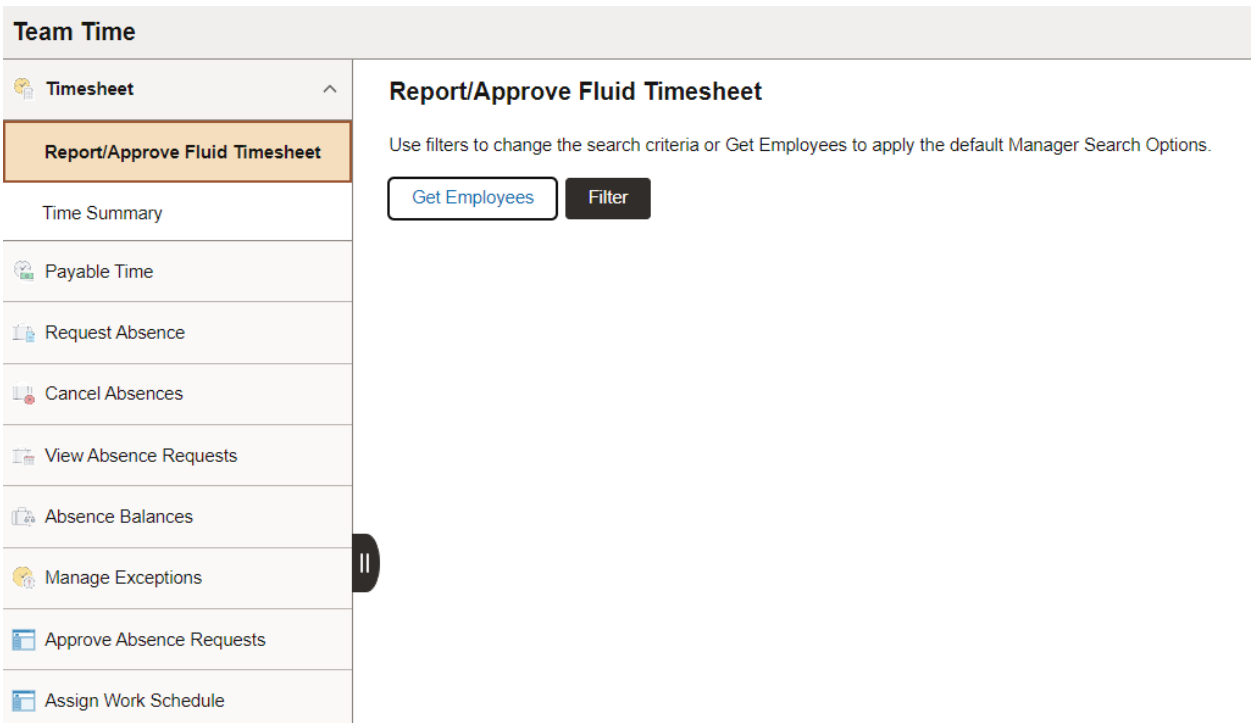 Team Time
Timesheet
Report/Approve Fluid Timesheet
Time Summary
Payable Time
Request Absence
Cancel Absences
View Absence Requests
Absence Balances
Manage Exceptions
Approve Absence Requests
Assign Work Schedule
Report/Approve Fluid Timesheet
Use filters to change the search criteria or Get Employees to apply the default Manager Search Options.
Get Employees Filter